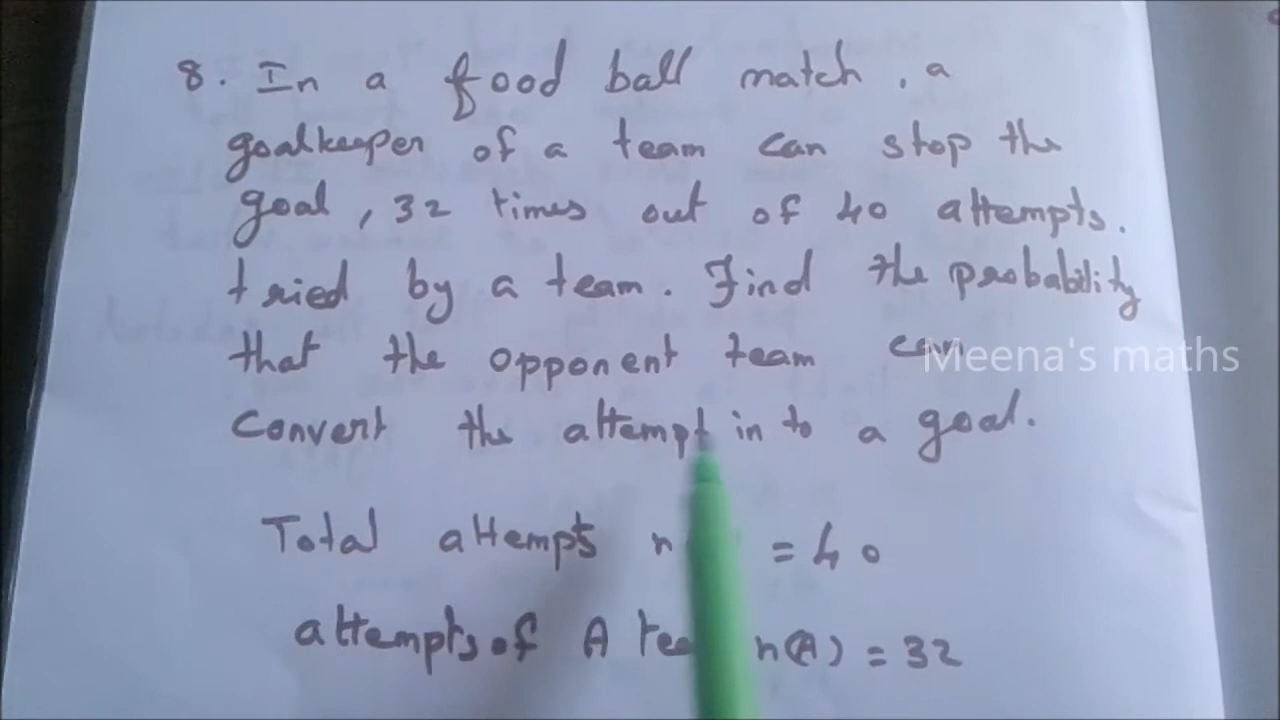 8. In a food ball match, a
goalkeeper of a team can stop the
goal, 32 times out of 40 attempts.
tried by a team. Find the probability
that the opponent team can
Meena's maths
convert the attempt in to a goal.
Total attempts n = 40
attempts of A n(A) = 32